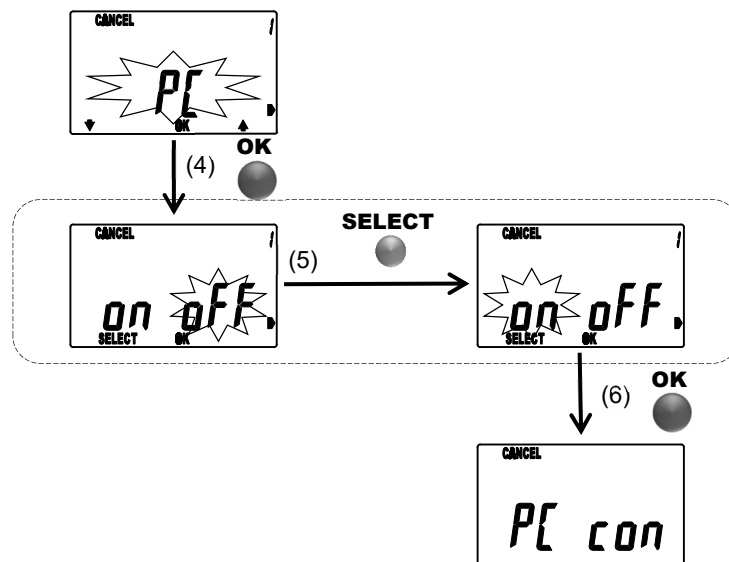 CANCEL
1
PC
OK
OK
(4)
SELECT
CANCEL
1
on oFF
SELECT OK
(5)
CANCEL
1
on oFF
SELECT OK
OK
(6)
CANCEL
PC con